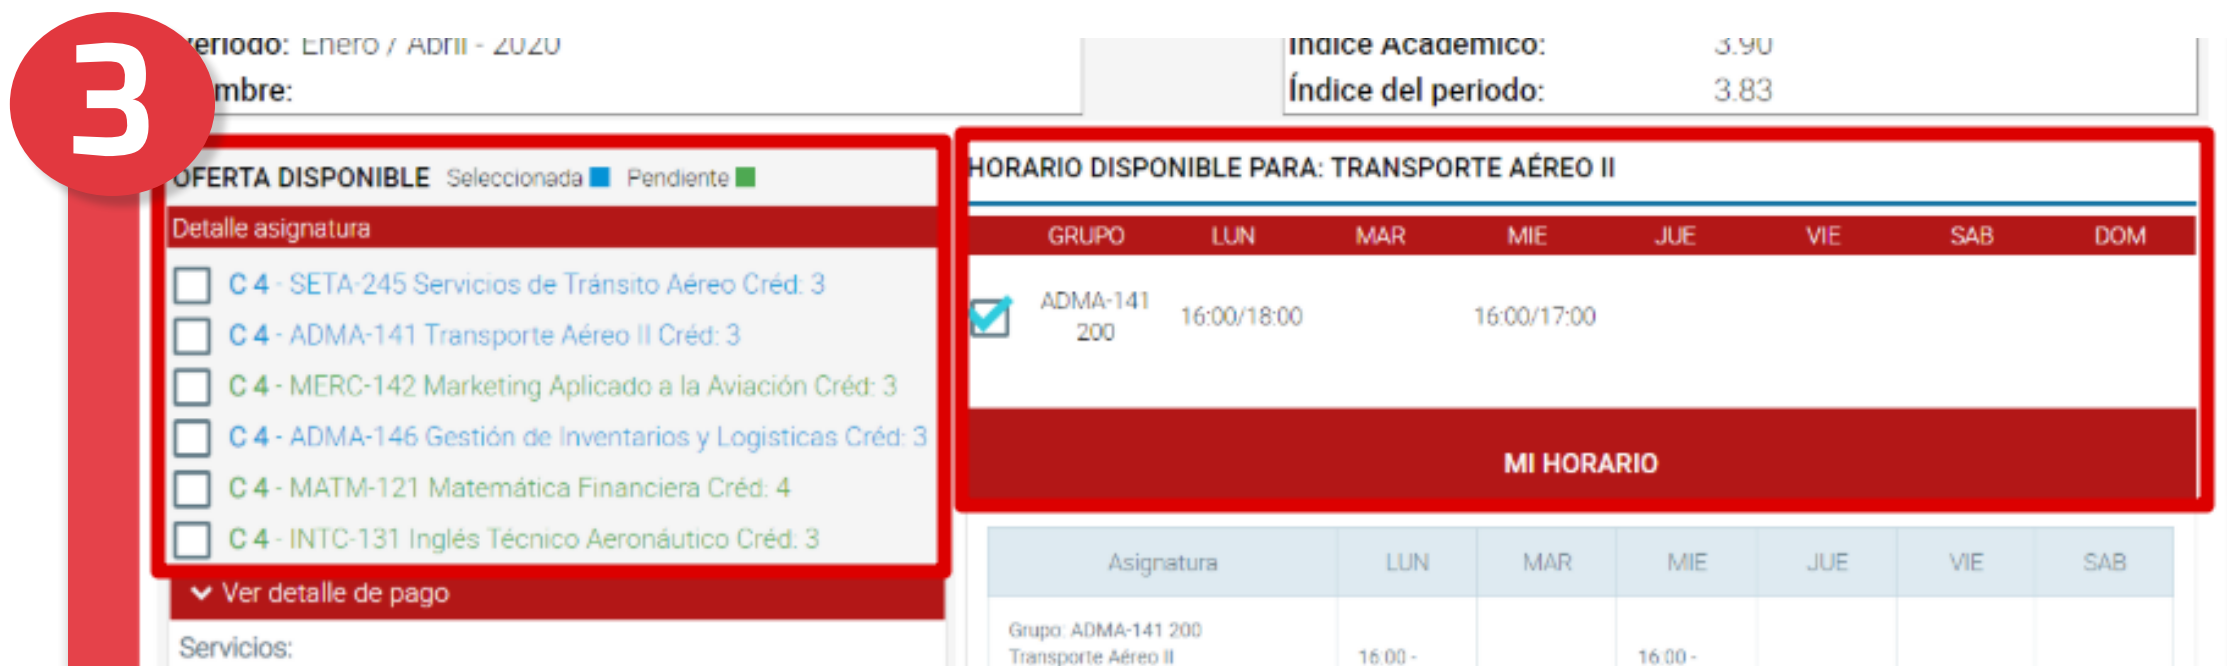 3
Periodo: Enero / Abril - 2020
mbre:
Índice Académico: 3.90
Índice del periodo: 3.83
OFERTA DISPONIBLE Seleccionada Pendiente
Detalle asignatura
C 4 - SETA-245 Servicios de Tránsito Aéreo Créd: 3
C 4 - ADMA-141 Transporte Aéreo II Créd: 3
C 4 - MERC-142 Marketing Aplicado a la Aviación Créd: 3
C 4 - ADMA-146 Gestión de Inventarios y Logisticas Créd: 3
C 4 - MATM-121 Matemática Financiera Créd: 4
C 4 - INTC-131 Inglés Técnico Aeronáutico Créd: 3
Ver detalle de pago
Servicios:
HORARIO DISPONIBLE PARA: TRANSPORTE AÉREO II
GRUPO LUN MAR MIE JUE VIE SAB DOM
ADMA-141
200 16:00/18:00 16:00/17:00
MI HORARIO
Asignatura LUN MAR MIE JUE VIE SAB
Grupo: ADMA-141 200
Transporte Aéreo II 16:00 - 16:00 -